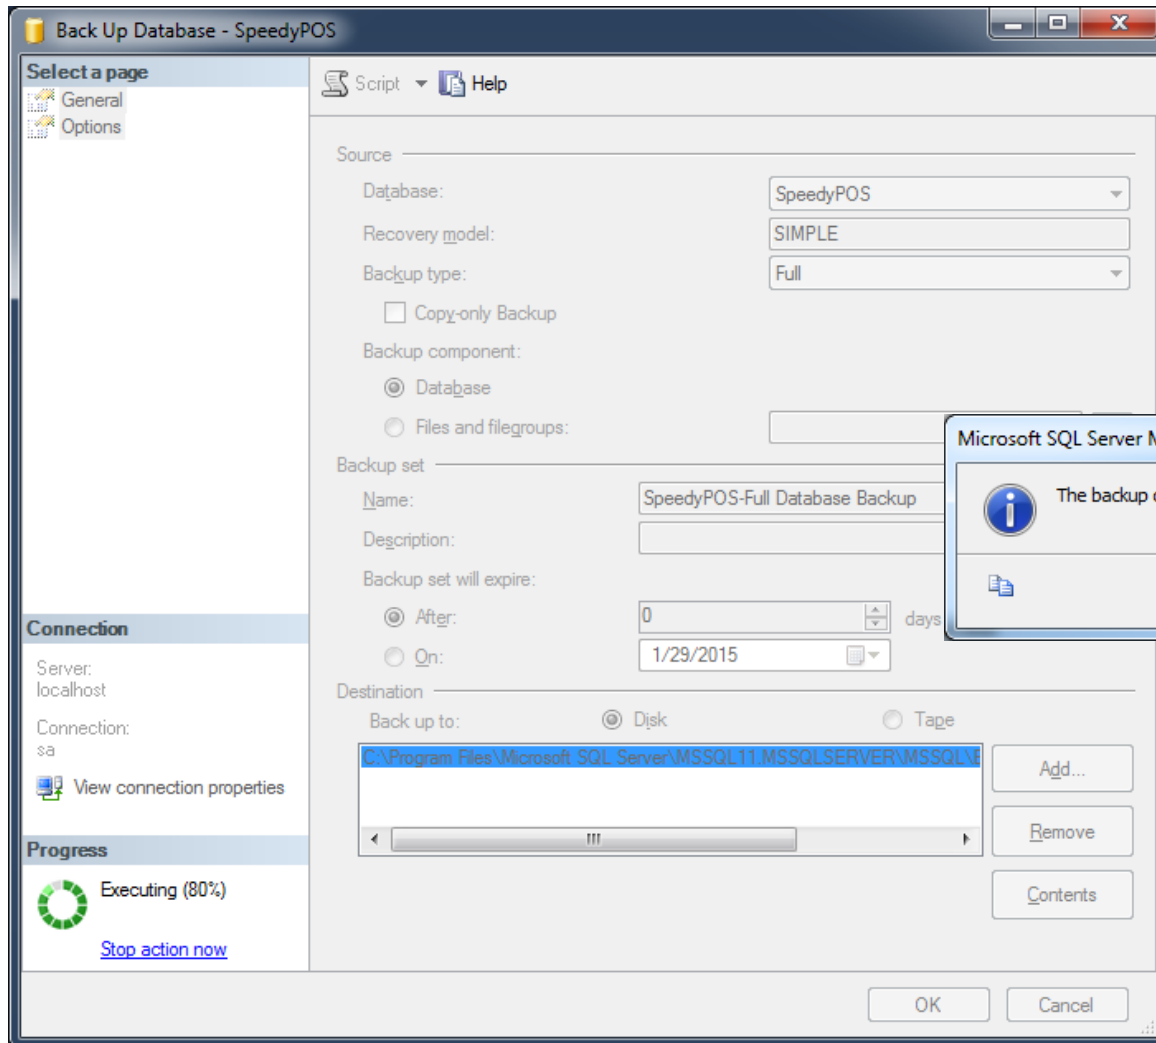 Back Up Database - SpeedyPOS
Select a page
General
Options
Script Help
Source
Database: SpeedyPOS
Recovery model: SIMPLE
Backup type: Full
Copy-only Backup
Backup component:
Database
Files and filegroups:
Backup set
Name: SpeedyPOS-Full Database Backup
Description:
Backup set will expire:
After: 0 days
On: 1/29/2015
Destination
Back up to: Disk Tape
C:\Program Files\Microsoft SQL Server\MSSQL11.MSSQLSERVER\MSSQL\
Add...
Remove
Contents
Microsoft SQL Server
The backup
Connection
Server:
localhost
Connection:
sa
View connection properties
Progress
Executing (80%)
Stop action now
OK Cancel